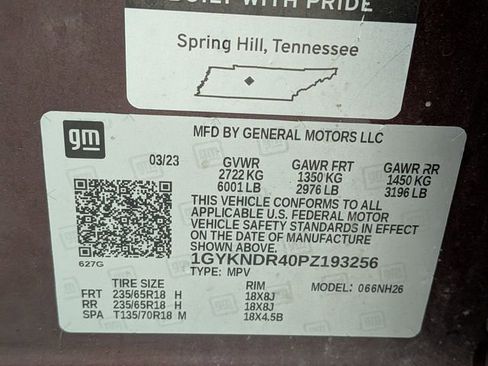 BUILT WITH PRIDE
Spring Hill, Tennessee
gm
MFD BY GENERAL MOTORS LLC
03/23 GVWR GAWR FRT GAWR RR
2722 KG 1350 KG 1450 KG
6001 LB 2976 LB 3196 LB
THIS VEHICLE CONFORMS TO ALL
APPLICABLE U.S. FEDERAL MOTOR
VEHICLE SAFETY STANDARDS IN EFFECT
ON THE DATE OF MANUFACTURE
SHOWN ABOVE
627G
1GYKNDR40PZ193256
TYPE: MPV
TIRE SIZE RIM MODEL: 066NH26
FRT 235/65R18 H 18X8J
RR 235/65R18 H 18X8J
SPA T135/70R18 M 18X4.5B